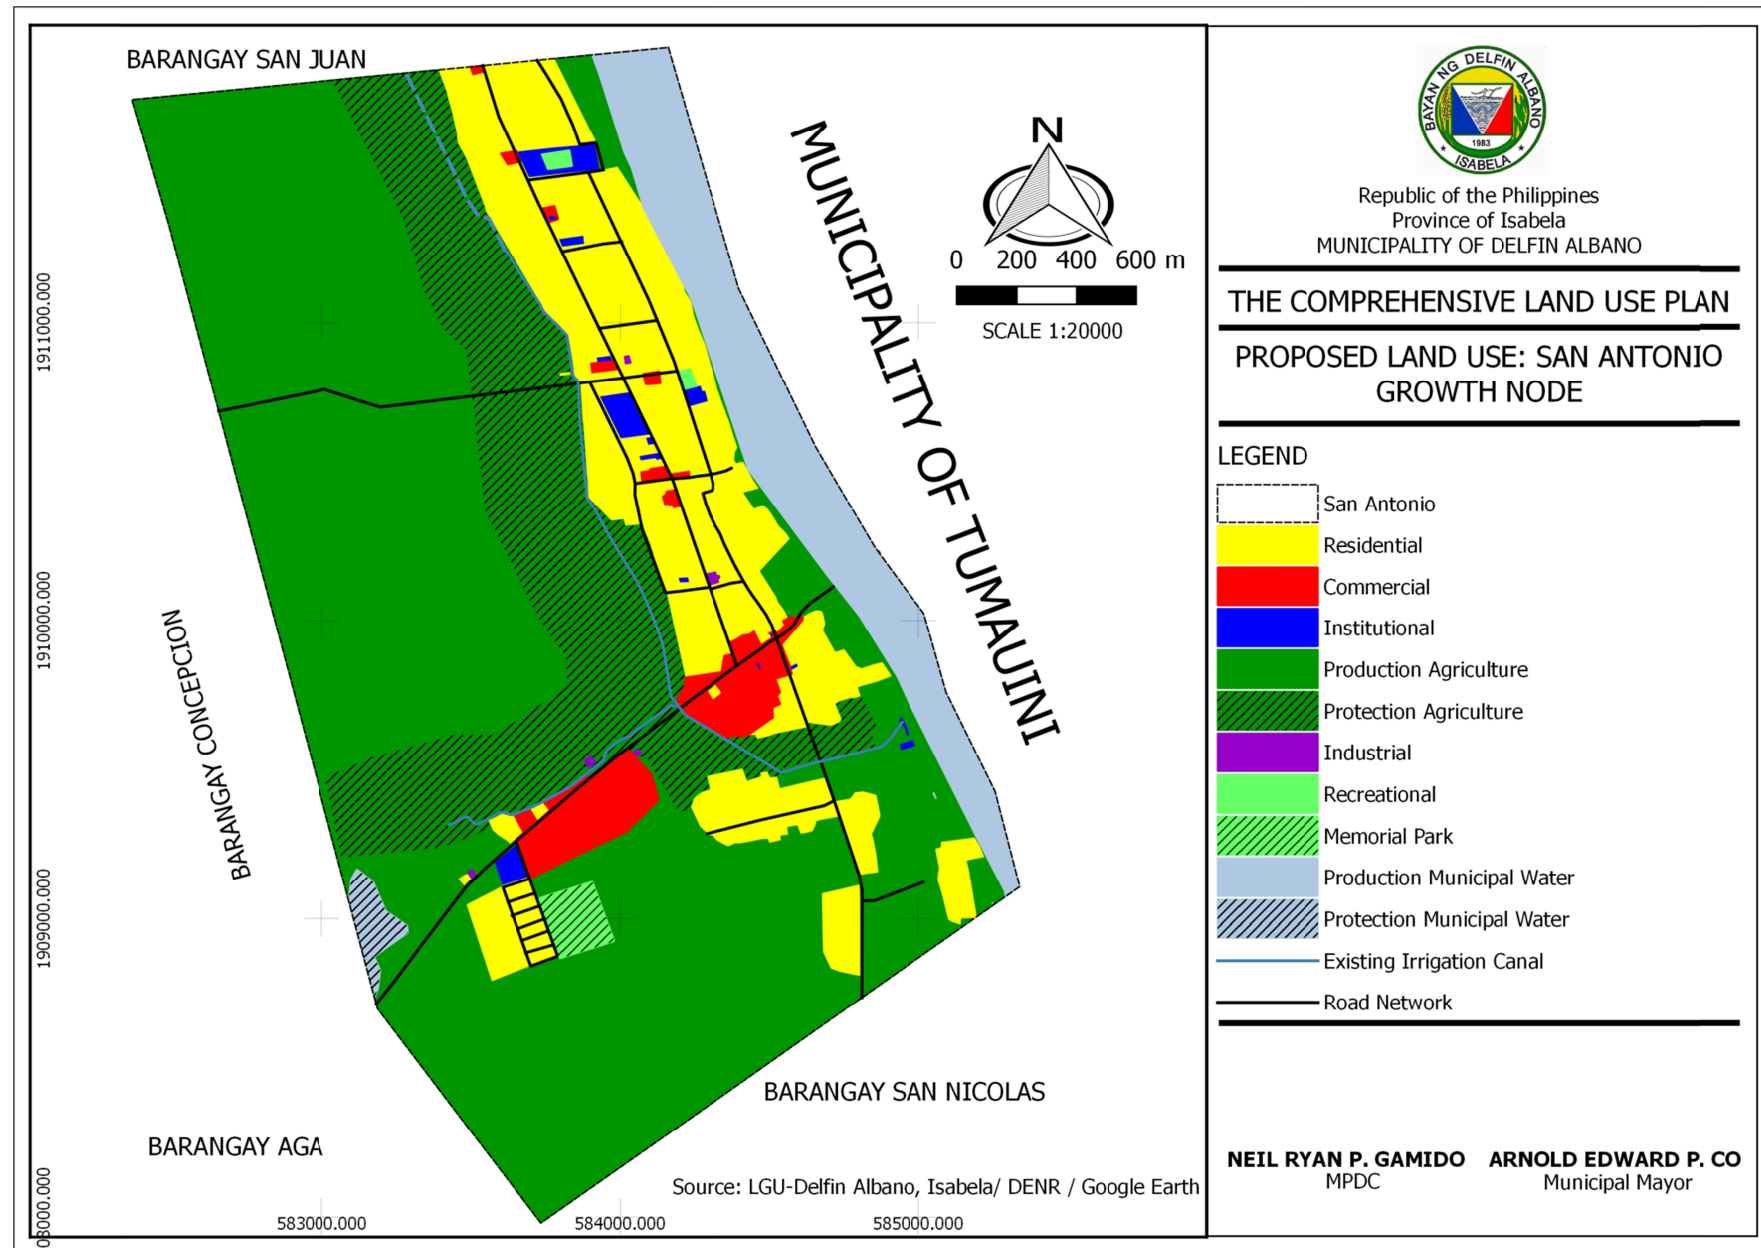 BARANGAY SAN JUAN
MUNICIPALITY OF TUMAUINI
N
0 200 400 600 m
SCALE 1:20000
1911000.000
1910000.000
1909000.000
08000.000
BARANGAY CONCEPCION
BARANGAY SAN NICOLAS
BARANGAY AGA
Source: LGU-Delfin Albano, Isabela/ DENR / Google Earth
583000.000 584000.000 585000.000
BAYAN NG DELFIN ALBANO
1983
ISABELA
Republic of the Philippines
Province of Isabela
MUNICIPALITY OF DELFIN ALBANO
THE COMPREHENSIVE LAND USE PLAN
PROPOSED LAND USE: SAN ANTONIO
GROWTH NODE
LEGEND
San Antonio
Residential
Commercial
Institutional
Production Agriculture
Protection Agriculture
Industrial
Recreational
Memorial Park
Production Municipal Water
Protection Municipal Water
Existing Irrigation Canal
Road Network
NEIL RYAN P. GAMIDO ARNOLD EDWARD P. CO
MPDC Municipal Mayor